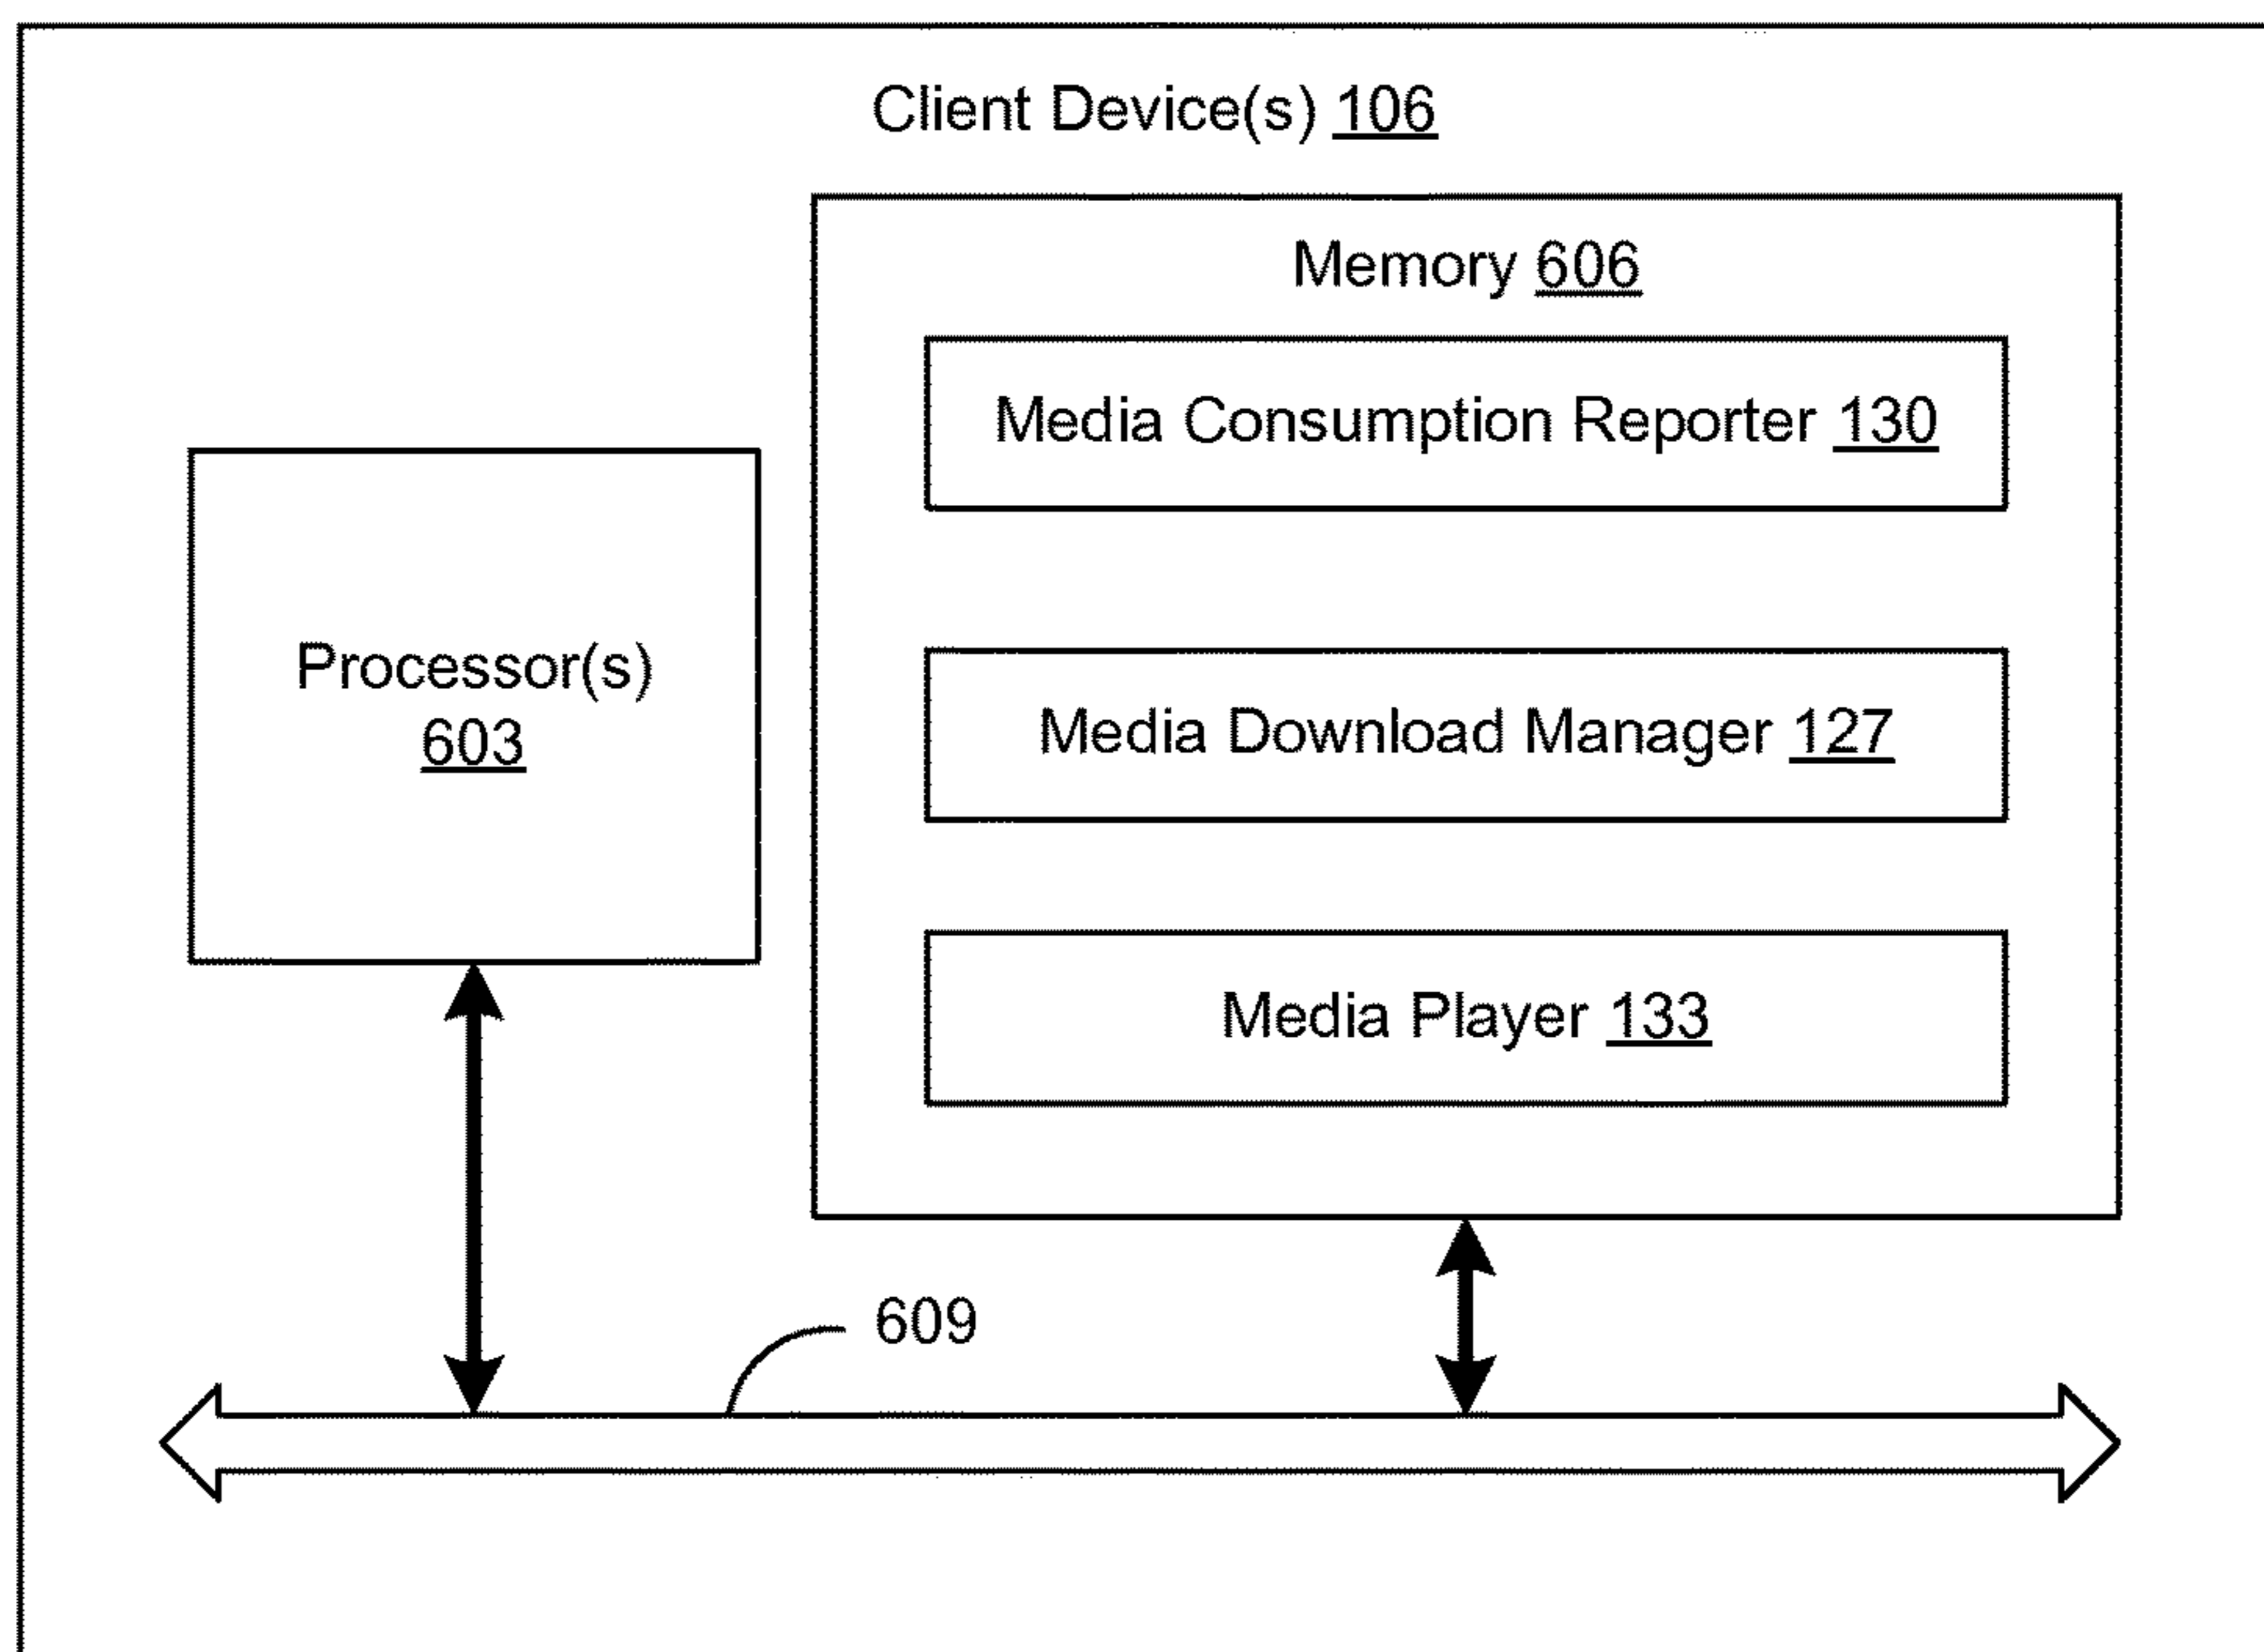 Client Device(s) 106
Memory 606
Media Consumption Reporter 130
Processor(s)
603
Media Download Manager 127
Media Player 133
609